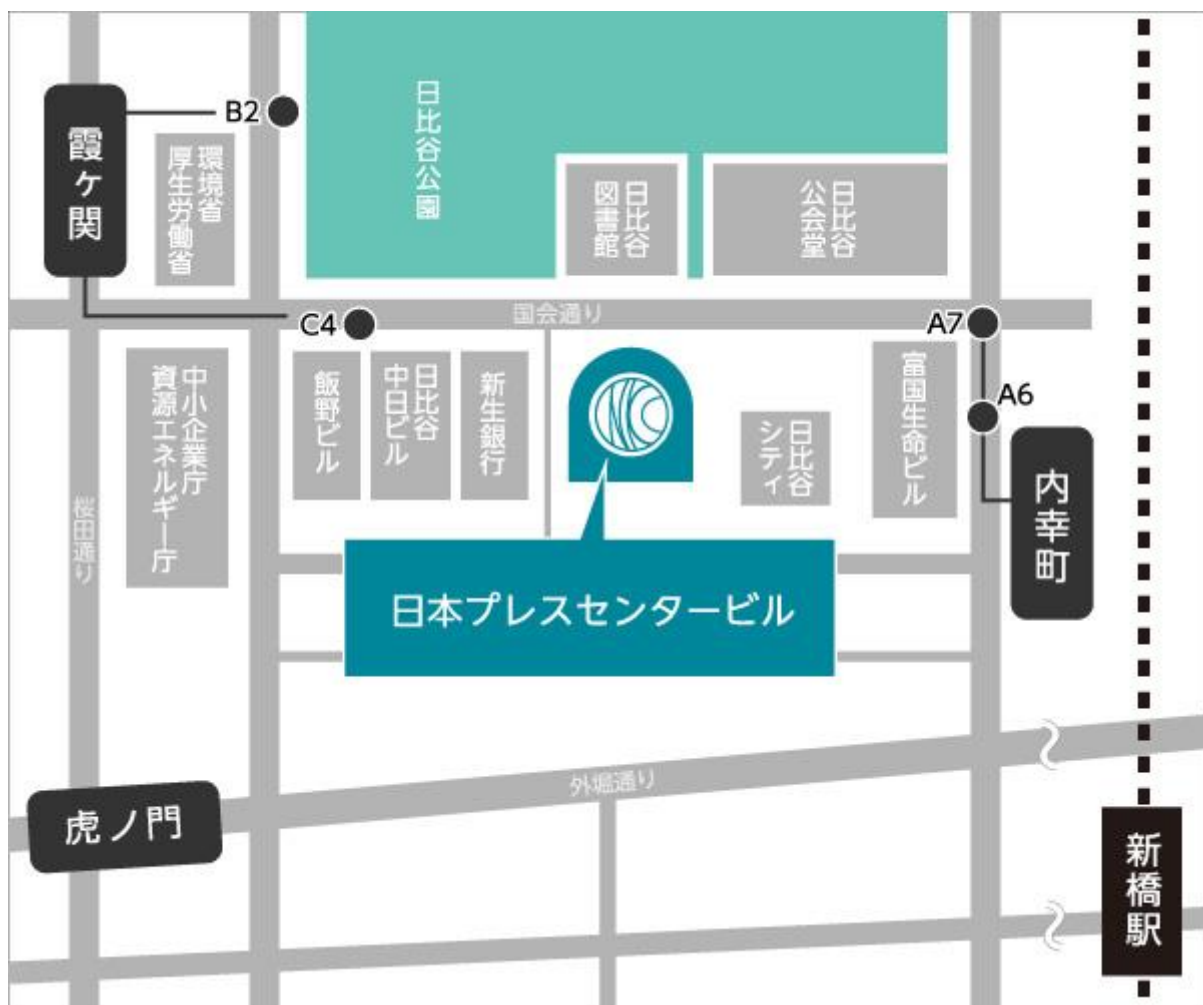 霞ヶ関
B2
環境省
厚生労働省
日比谷公園
日比谷
図書館
日比谷
公会堂
国会通り
C4
A7
A6
中小企業庁
資源エネルギー庁
飯野ビル
日比谷
中日ビル
新生銀行
日比谷
シティ
富国生命ビル
内幸町
桜田通り
日本プレスセンタービル
外堀通り
虎ノ門
新橋駅